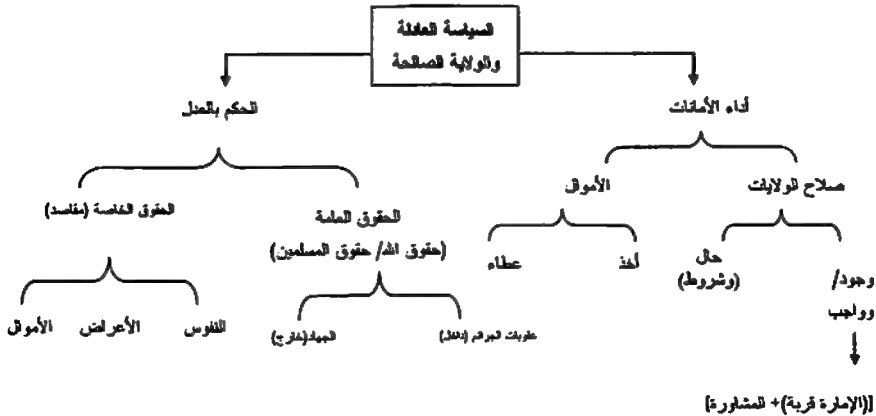 السياسة العادلة
والولاية الصالحة
أداء الأمانات
الحكم بالعدل
صلاح الولايات
الأموال
الحقوق العامة
(حقوق الله/ حقوق المسلمين)
الحقوق الخاصة (مقاصد)
وجود/
وواجب
حال
(وشروط)
أخذ
عطاء
عقوبات الجرائم (داخل)
الجهاد(خارج)
النفوس
الأعراض
الأموال
[(الإمارة قربة)+ المشاورة]